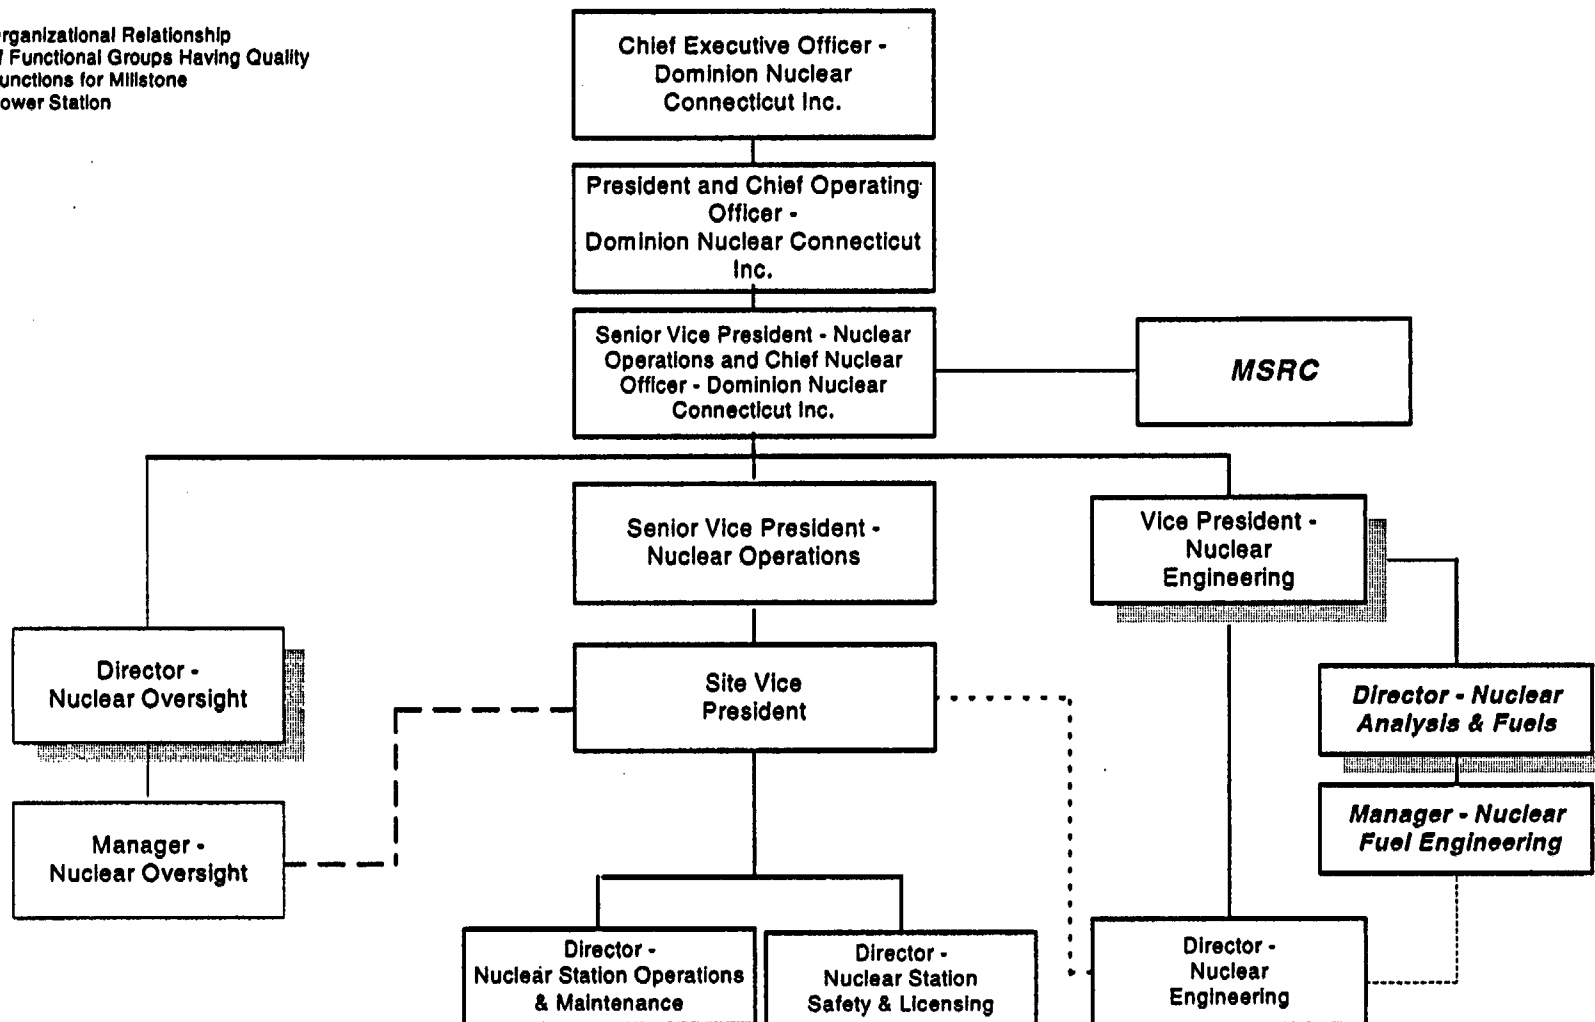 rganizational Relationship
f Functional Groups Having Quality
unctions for Millstone
ower Station
Chief Executive Officer -
Dominion Nuclear
Connecticut Inc.
President and Chief Operating
Officer -
Dominion Nuclear Connecticut
Inc.
Senior Vice President - Nuclear
Operations and Chief Nuclear
Officer - Dominion Nuclear
Connecticut Inc.
MSRC
Senior Vice President -
Nuclear Operations
Vice President -
Nuclear
Engineering
Director -
Nuclear Oversight
Site Vice
President
Director - Nuclear
Analysis & Fuels
Manager -
Nuclear Oversight
Manager - Nuclear
Fuel Engineering
Director -
Nuclear Station Operations
& Maintenance
Director -
Nuclear Station
Safety & Licensing
Director -
Nuclear
Engineering